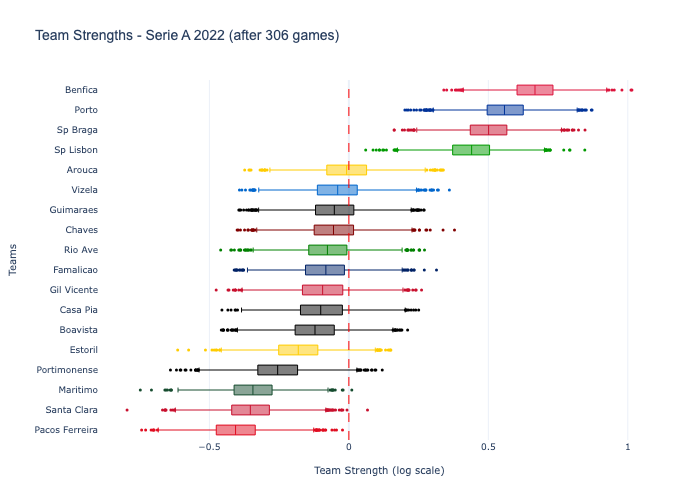 Team Strengths - Serie A 2022 (after 306 games)
Benfica
Porto
Sp Braga
Sp Lisbon
Arouca
Vizela
Guimaraes
Chaves
Rio Ave
Famalicao
Gil Vicente
Casa Pia
Boavista
Estoril
Portimonense
Maritimo
Santa Clara
Pacos Ferreira
Teams
−0.5 0 0.5 1
Team Strength (log scale)